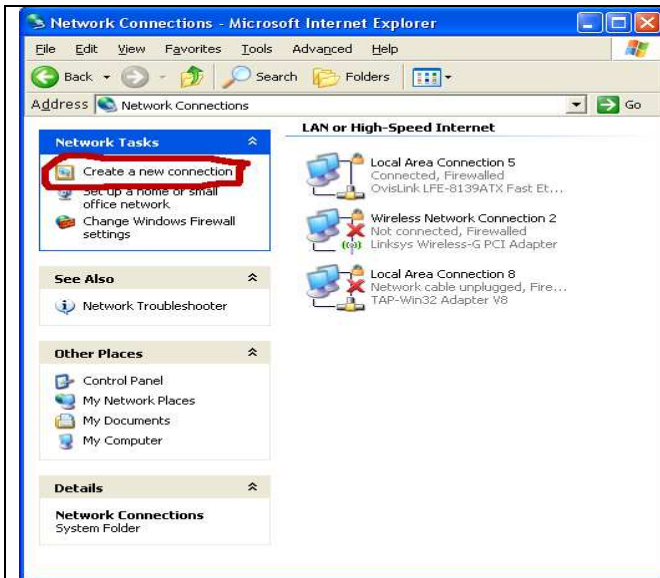 Network Connections - Microsoft Internet Explorer
File Edit View Favorites Tools Advanced Help
Back Search Folders
Address Network Connections Go
Network Tasks
Create a new connection
Set up a home or small
office network
Change Windows Firewall
settings
See Also
Network Troubleshooter
Other Places
Control Panel
My Network Places
My Documents
My Computer
Details
Network Connections
System Folder
LAN or High-Speed Internet
Local Area Connection 5
Connected, Firewalled
OvisLink LFE-8139ATX Fast Et...
Wireless Network Connection 2
Not connected, Firewalled
Linksys Wireless-G PCI Adapter
Local Area Connection 8
Network cable unplugged, Fire...
TAP-Win32 Adapter V8